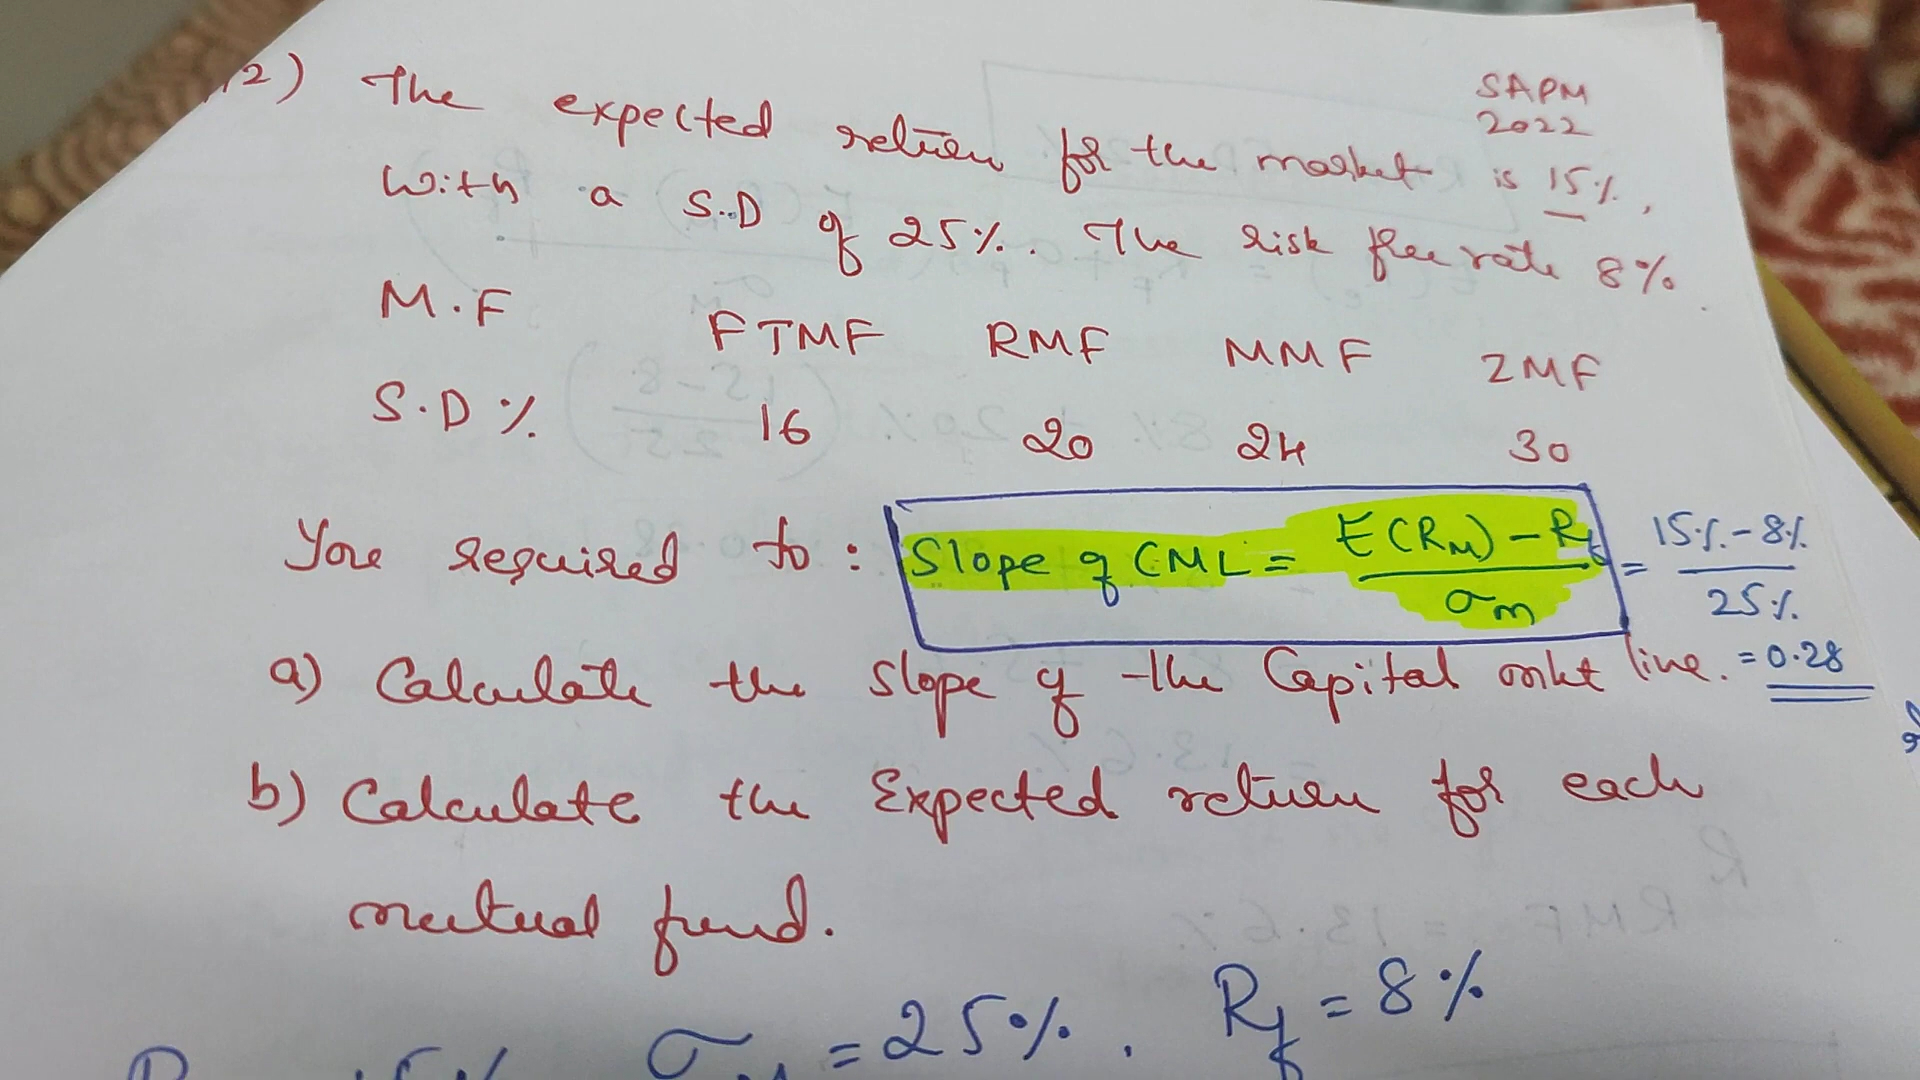 12)
SAPM
2022
The expected return for the market is 15%,
With a S.D of 25%. The risk free rate 8%.
M.F FTMF RMF MMF ZMF
S.D % 16 20 24 30
You required to : Slope of CML = E(RM) - Rf / σm = 15% - 8% / 25%
a) Calculate the slope of the Capital mkt line. = 0.28
b) Calculate the Expected return for each
mutual fund.
= 25%. Rf = 8%